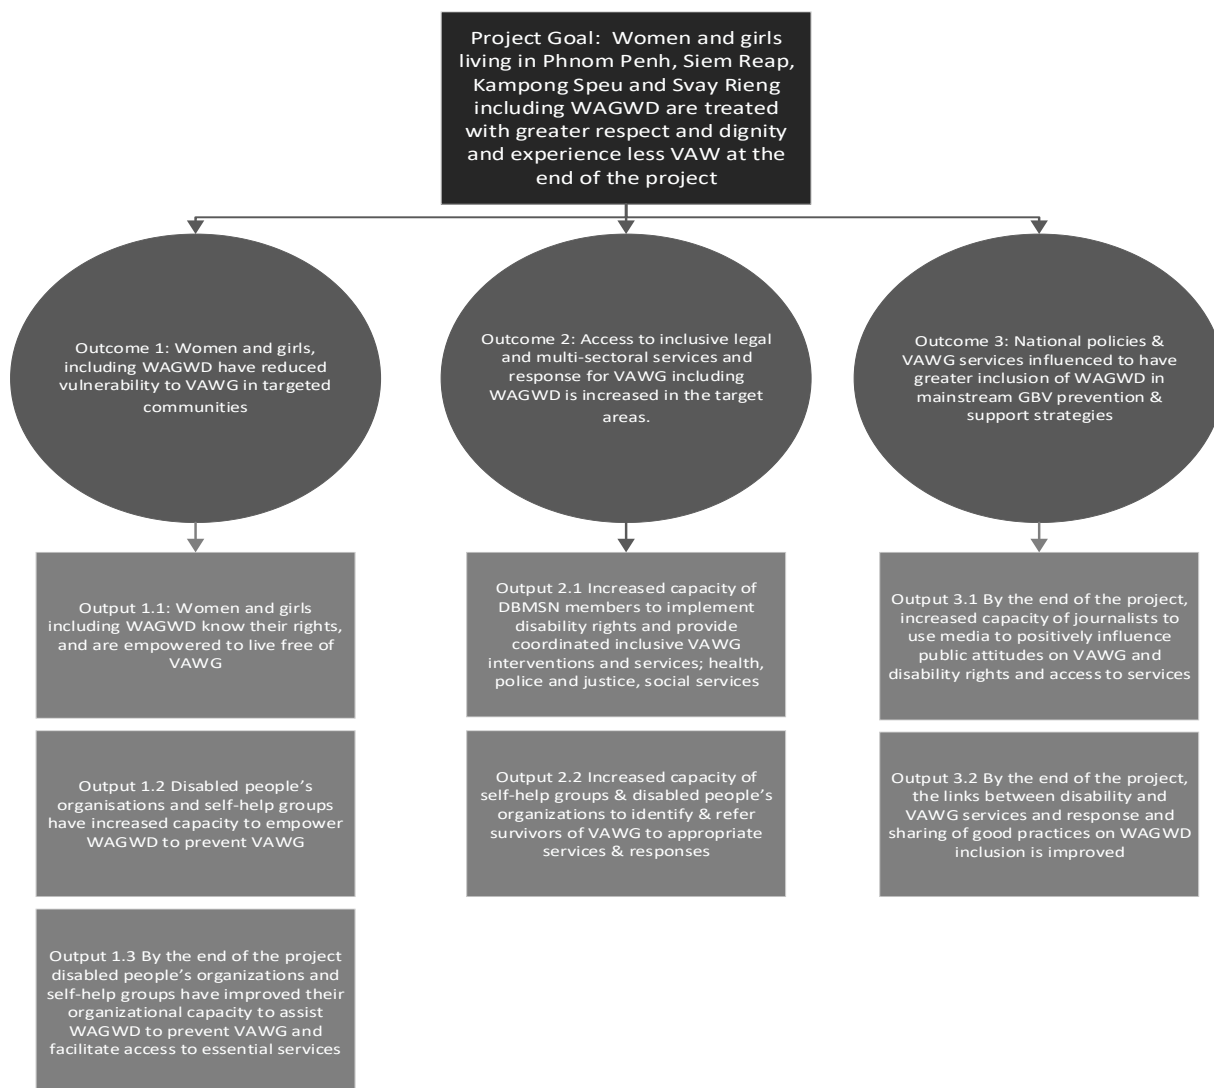 Project Goal: Women and girls
living in Phnom Penh, Siem Reap,
Kampong Speu and Svay Rieng
including WAGWD are treated
with greater respect and dignity
and experience less VAW at the
end of the project
Outcome 1: Women and girls,
including WAGWD have reduced
vulnerability to VAWG in targeted
communities
Outcome 2: Access to inclusive legal
and multi-sectoral services and
response for VAWG including
WAGWD is increased in the target
areas.
Outcome 3: National policies &
VAWG services influenced to have
greater inclusion of WAGWD in
mainstream GBV prevention &
support strategies
Output 1.1: Women and girls
including WAGWD know their rights,
and are empowered to live free of
VAWG
Output 1.2 Disabled people’s
organisations and self-help groups
have increased capacity to empower
WAGWD to prevent VAWG
Output 1.3 By the end of the project
disabled people’s organizations and
self-help groups have improved their
organizational capacity to assist
WAGWD to prevent VAWG and
facilitate access to essential services
Output 2.1 Increased capacity of
DBMSN members to implement
disability rights and provide
coordinated inclusive VAWG
interventions and services; health,
police and justice, social services
Output 2.2 Increased capacity of
self-help groups & disabled people’s
organizations to identify & refer
survivors of VAWG to appropriate
services & responses
Output 3.1 By the end of the project,
increased capacity of journalists to
use media to positively influence
public attitudes on VAWG and
disability rights and access to services
Output 3.2 By the end of the project,
the links between disability and
VAWG services and response and
sharing of good practices on WAGWD
inclusion is improved